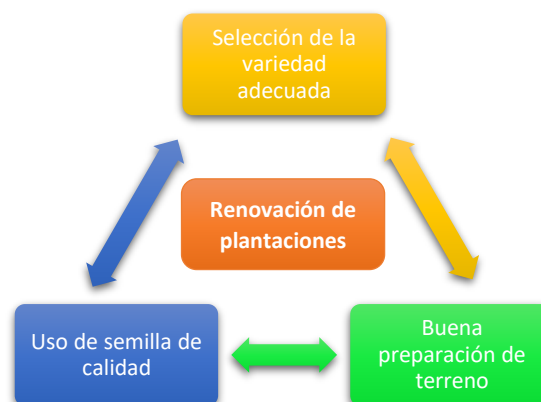 Selección de la
variedad
adecuada
Renovación de
plantaciones
Uso de semilla de
calidad
Buena
preparación de
terreno